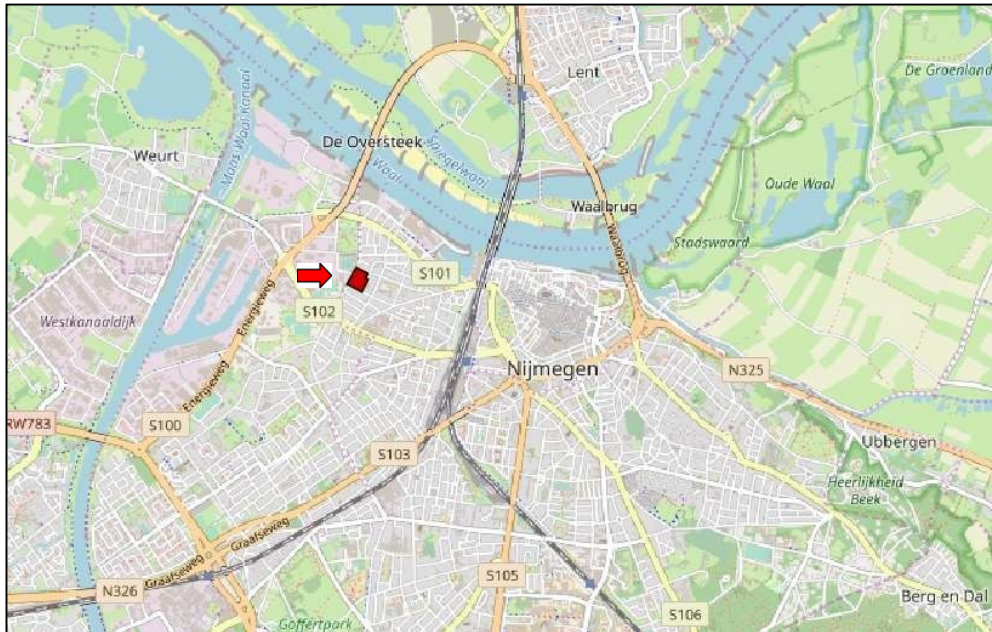 Lent
De Groenland
Maas Waal Kanaal
De Oversteek
Spiegelwaal
Weurt
Waal
Oude Waal
Waalbrug
Waalbrug
Stadswaard
S101
S102
Westkanaaldijk
Energieweg
Nijmegen
N325
Energieweg
RW783
S100
S103
Ubbergen
Heerlijkheid
Beek
Graafseweg
Graafseweg
N326
S105
S106
Berg en Dal
Goffertpark